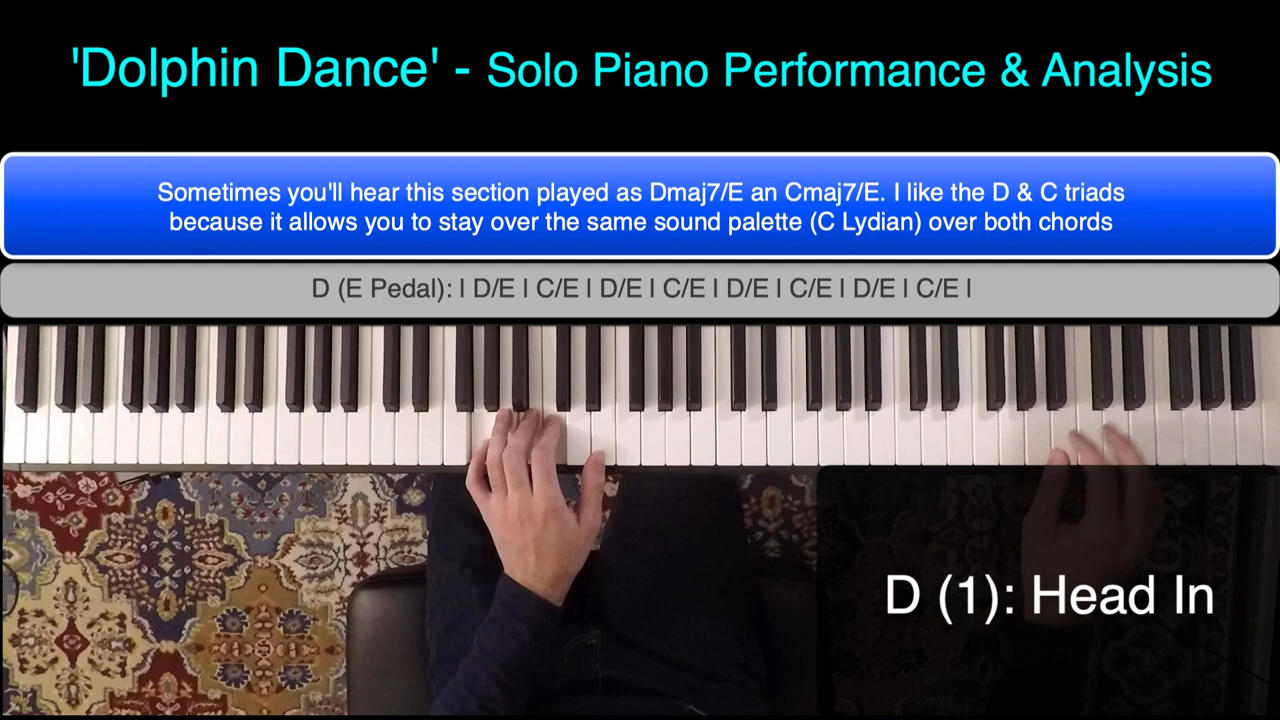 'Dolphin Dance' - Solo Piano Performance & Analysis
Sometimes you'll hear this section played as Dmaj7/E an Cmaj7/E. I like the D & C triads
because it allows you to stay over the same sound palette (C Lydian) over both chords
D (E Pedal): | D/E | C/E | D/E | C/E | D/E | C/E | D/E | C/E |
D (1): Head In